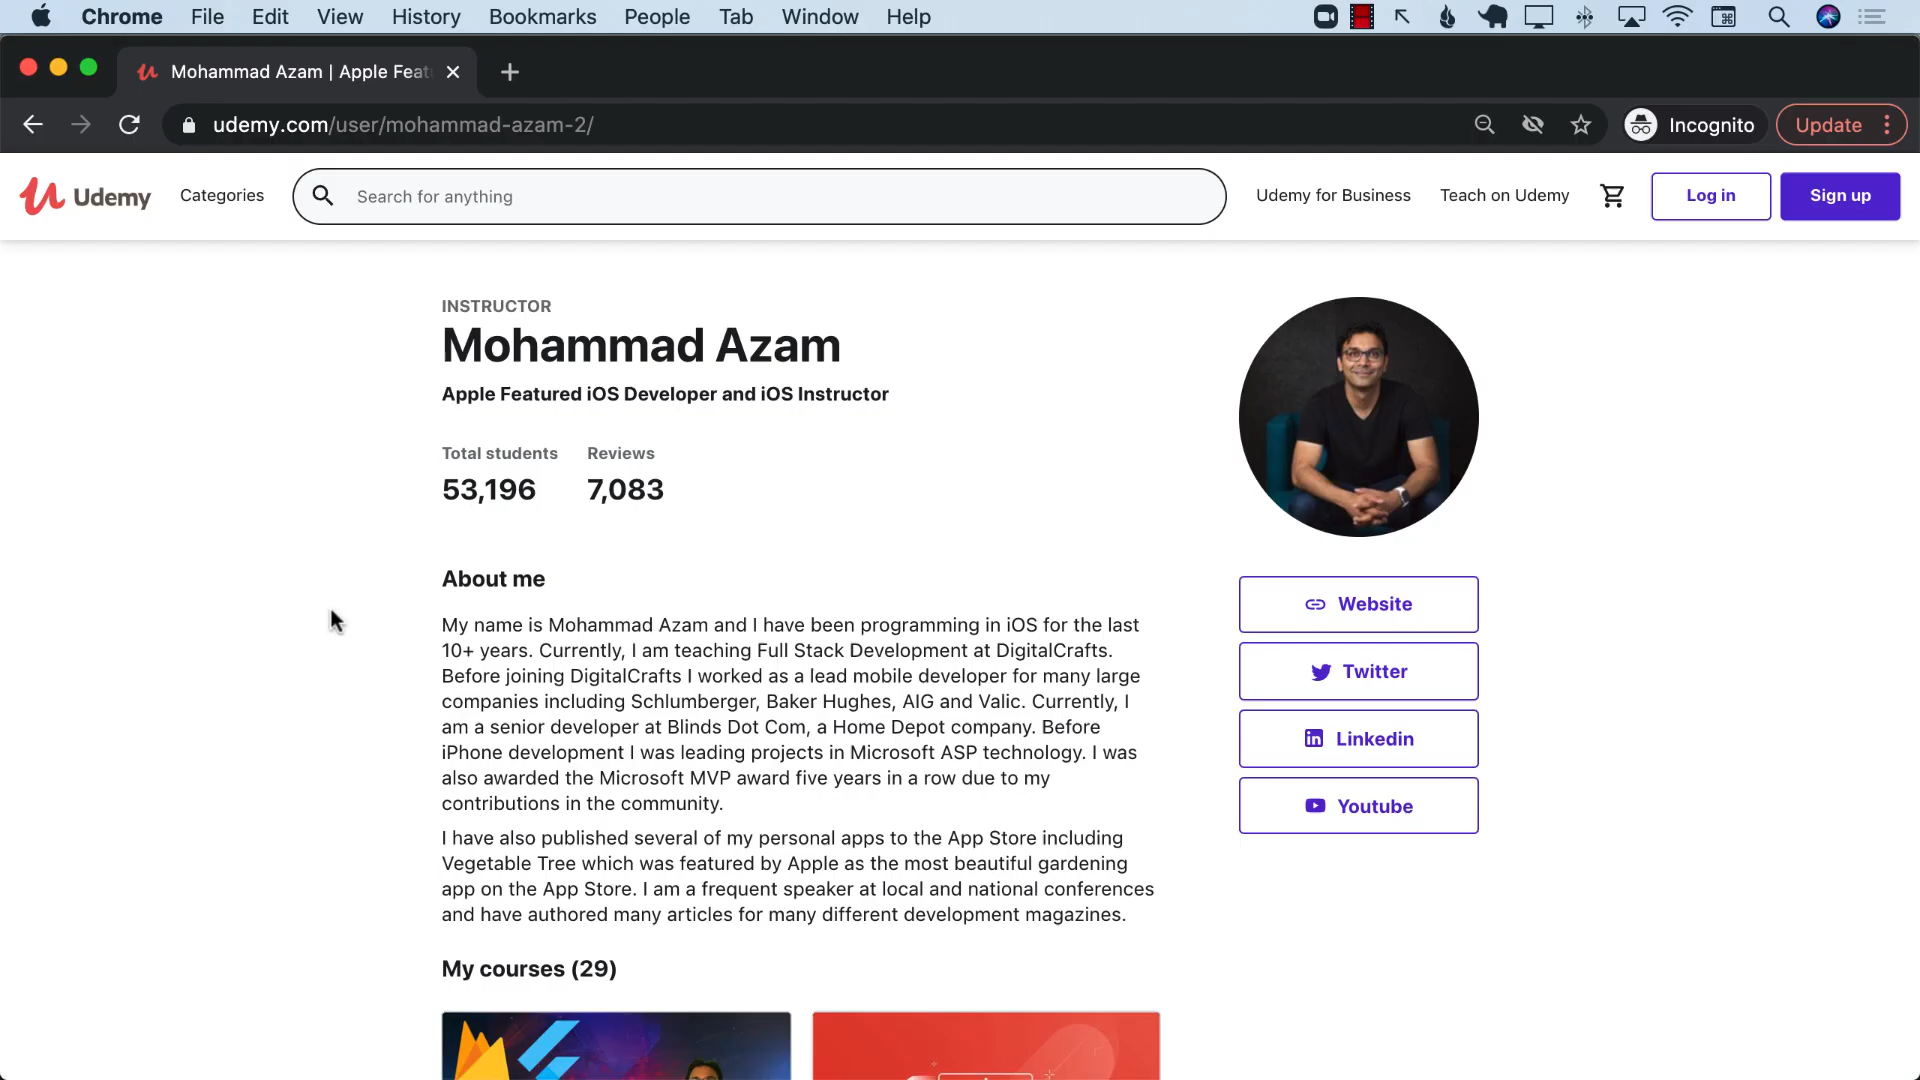 Chrome File Edit View History Bookmarks People Tab Window Help
Mohammad Azam | Apple Feat
udemy.com/user/mohammad-azam-2/
Incognito
Update
Udemy
Categories
Search for anything
Udemy for Business
Teach on Udemy
Log in
Sign up
INSTRUCTOR
Mohammad Azam
Apple Featured iOS Developer and iOS Instructor
Total students Reviews
53,196 7,083
About me
My name is Mohammad Azam and I have been programming in iOS for the last
10+ years. Currently, I am teaching Full Stack Development at DigitalCrafts.
Before joining DigitalCrafts I worked as a lead mobile developer for many large
companies including Schlumberger, Baker Hughes, AIG and Valic. Currently, I
am a senior developer at Blinds Dot Com, a Home Depot company. Before
iPhone development I was leading projects in Microsoft ASP technology. I was
also awarded the Microsoft MVP award five years in a row due to my
contributions in the community.
I have also published several of my personal apps to the App Store including
Vegetable Tree which was featured by Apple as the most beautiful gardening
app on the App Store. I am a frequent speaker at local and national conferences
and have authored many articles for many different development magazines.
My courses (29)
Website
Twitter
Linkedin
Youtube